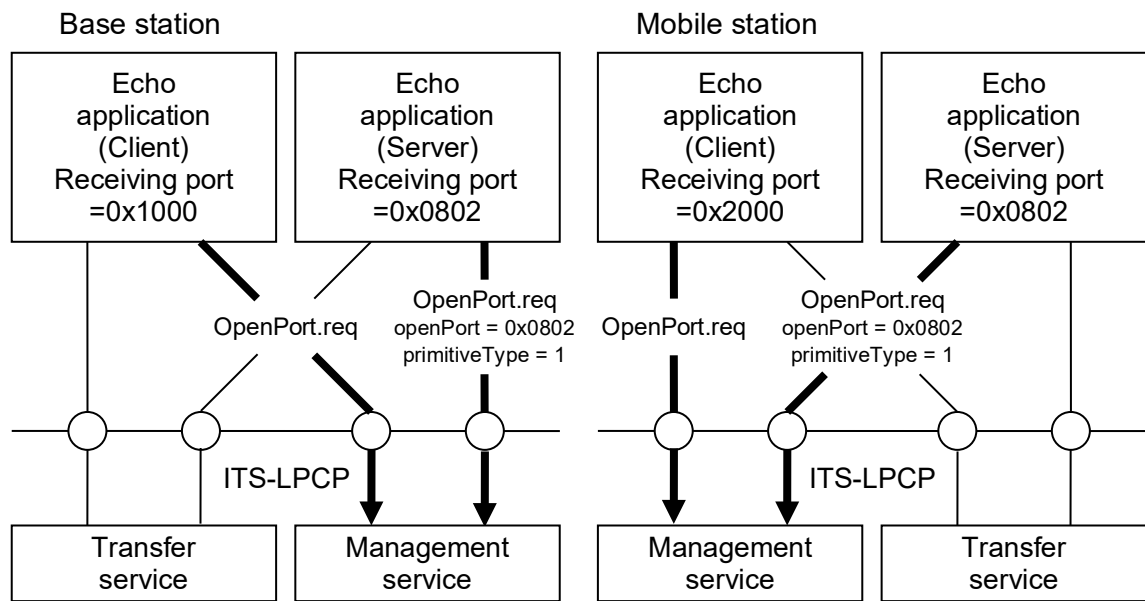 Base station
Mobile station
Echo
application
(Client)
Receiving port
=0x1000
Echo
application
(Server)
Receiving port
=0x0802
Echo
application
(Client)
Receiving port
=0x2000
Echo
application
(Server)
Receiving port
=0x0802
OpenPort.req
OpenPort.req
openPort = 0x0802
primitiveType = 1
OpenPort.req
OpenPort.req
openPort = 0x0802
primitiveType = 1
ITS-LPCP
ITS-LPCP
Transfer
service
Management
service
Management
service
Transfer
service